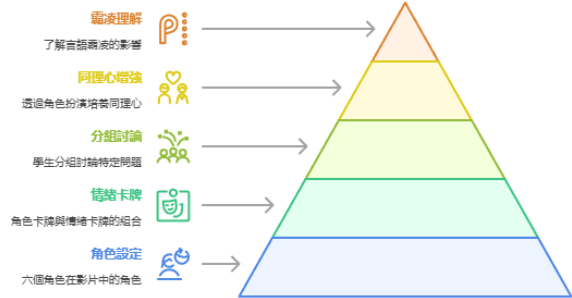 霸凌理解
了解言語霸凌的影響
同理心增強
透過角色扮演培養同理心
分組討論
學生分組討論特定問題
情緒卡牌
角色卡牌與情緒卡牌的組合
角色設定
六個角色在影片中的角色